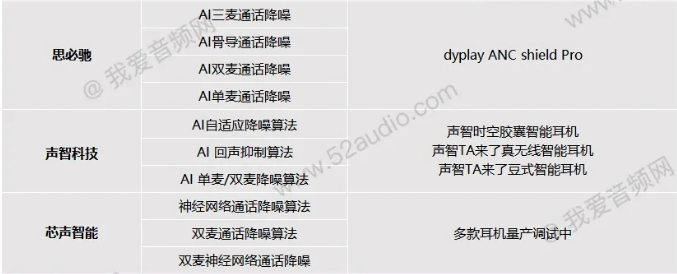 AI三麦通话降噪
AI骨导通话降噪
思必驰
dyplay ANC shield Pro
AI双麦通话降噪
AI单麦通话降噪
AI自适应降噪算法
声智时空胶囊智能耳机
声智科技
AI 回声抑制算法
声智TA来了真无线智能耳机
声智TA来了豆式智能耳机
AI 单麦/双麦降噪算法
神经网络通话降噪算法
芯声智能
双麦通话降噪算法
多款耳机量产调试中
双麦神经网络通话降噪
@ 我爱音频网
www.52audio.com
@ 我爱音频网